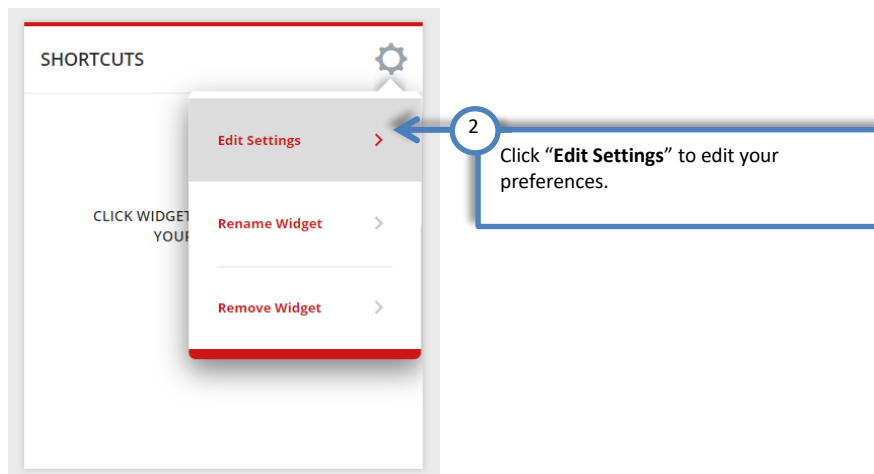 SHORTCUTS
Edit Settings
2
Click “Edit Settings” to edit your
preferences.
CLICK WIDGET
YOUR
Rename Widget
Remove Widget